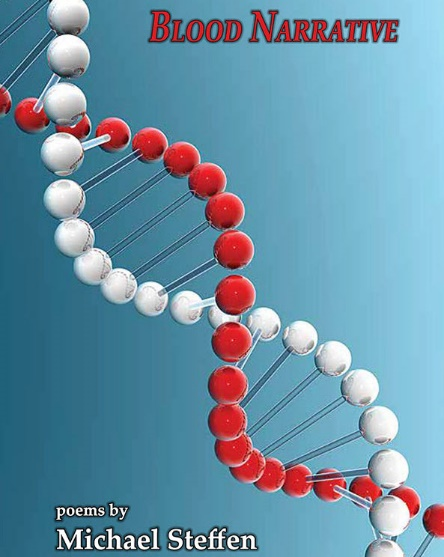 BLOOD NARRATIVE
poems by
Michael Steffen